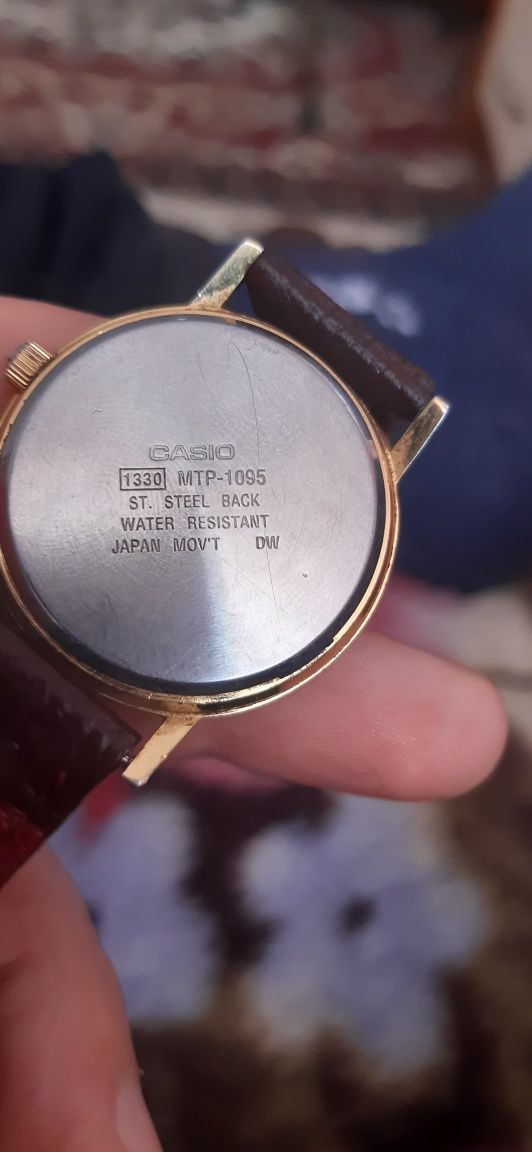 CASIO
1330 MTP-1095
ST. STEEL BACK
WATER RESISTANT
JAPAN MOV'T DW